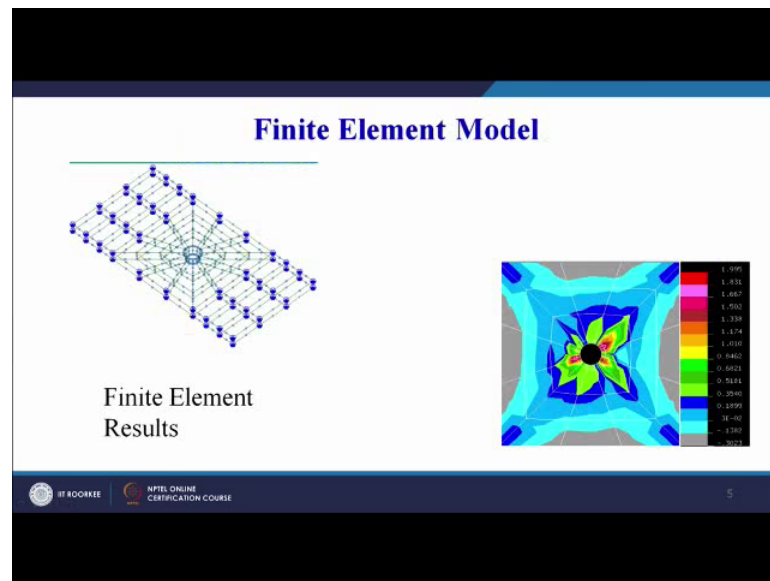 Finite Element Model
1.995
1.831
1.667
1.502
1.338
1.174
1.010
0.8462
0.6821
0.5181
0.3540
0.1899
3E-02
-.1382
-.3023
Finite Element
Results
IIT ROORKEE
NPTEL ONLINE
CERTIFICATION COURSE
5